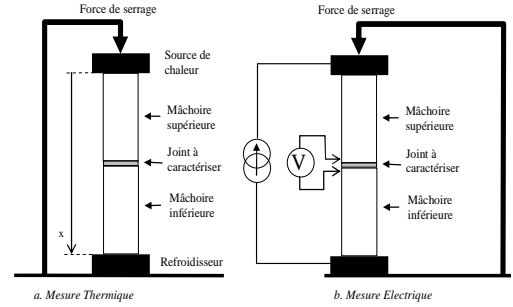 Force de serrage
Source de
chaleur
Mâchoire
supérieure
Joint à
caractériser
Mâchoire
inférieure
x
Refroidisseur
a. Mesure Thermique
Force de serrage
Mâchoire
supérieure
V
Joint à
caractériser
Mâchoire
inférieure
b. Mesure Electrique